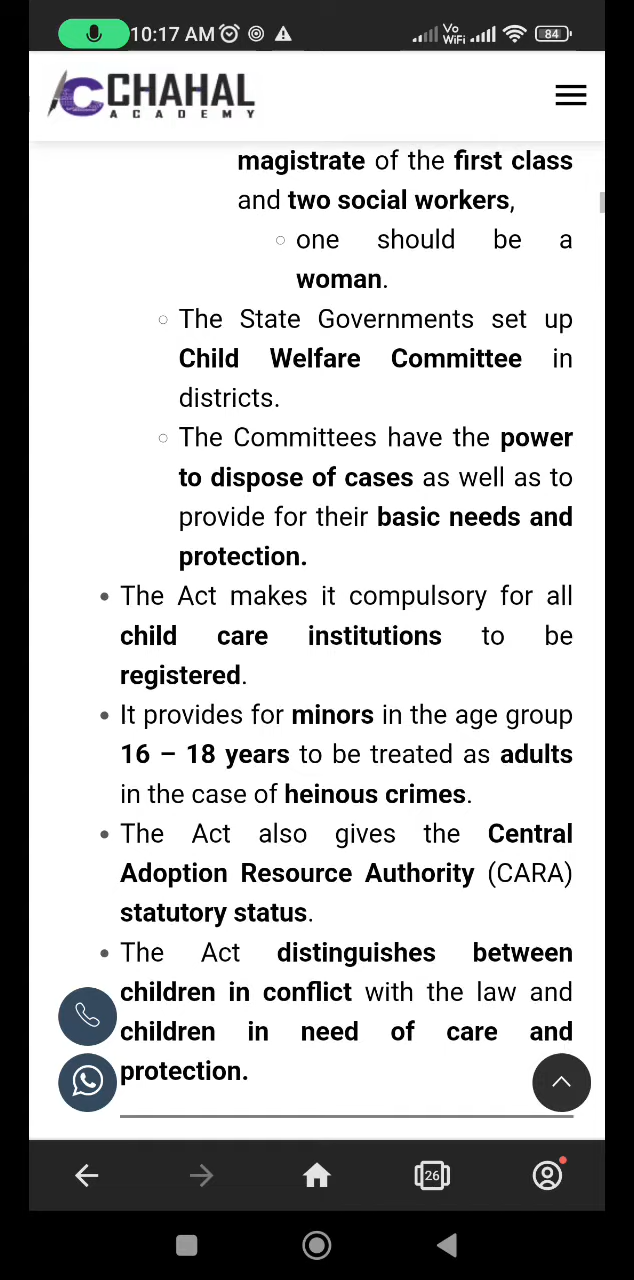 10:17 AM
Vo
WiFi
84
CHAHAL
ACADEMY
magistrate of the first class
and two social workers,
one should be a
woman.
The State Governments set up
Child Welfare Committee in
districts.
The Committees have the power
to dispose of cases as well as to
provide for their basic needs and
protection.
The Act makes it compulsory for all
child care institutions to be
registered.
It provides for minors in the age group
16 – 18 years to be treated as adults
in the case of heinous crimes.
The Act also gives the Central
Adoption Resource Authority (CARA)
statutory status.
The Act distinguishes between
children in conflict with the law and
children in need of care and
protection.
26